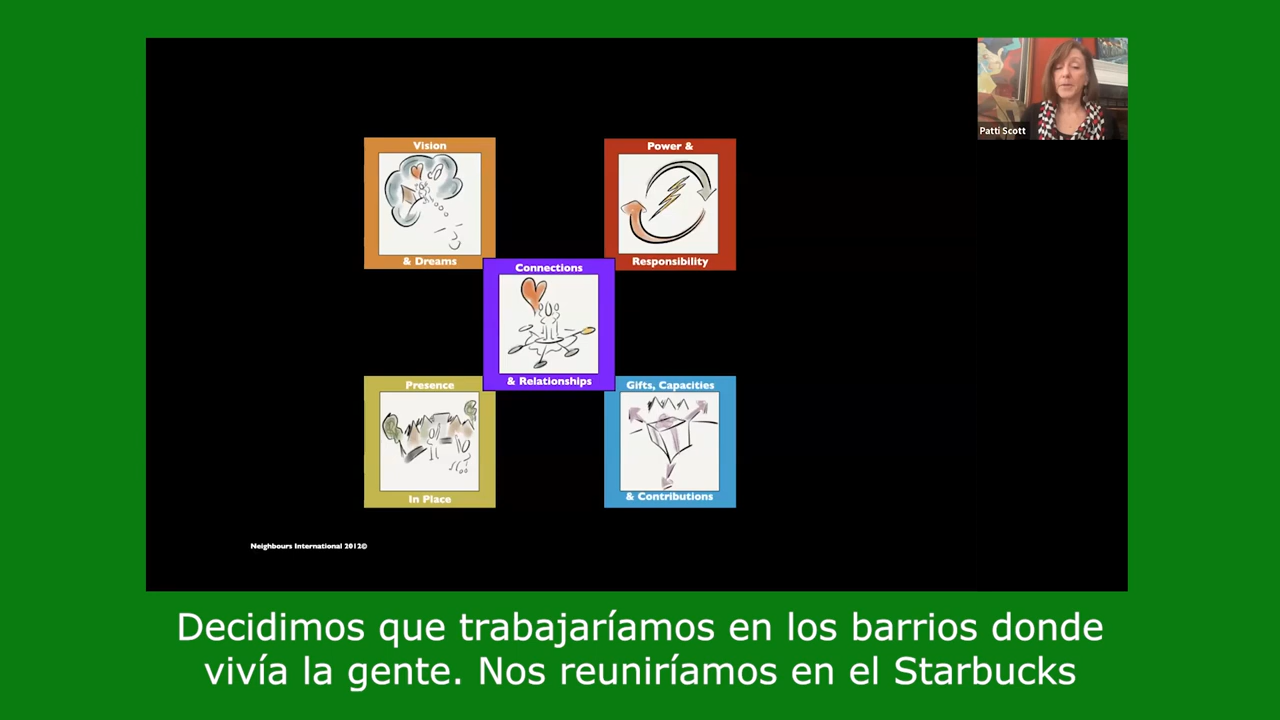 Patti Scott
Vision
& Dreams
Power &
Responsibility
Connections
& Relationships
Presence
In Place
Gifts, Capacities
& Contributions
Neighbours International 2012©
Decidimos que trabajaríamos en los barrios donde
vivía la gente. Nos reuniríamos en el Starbucks